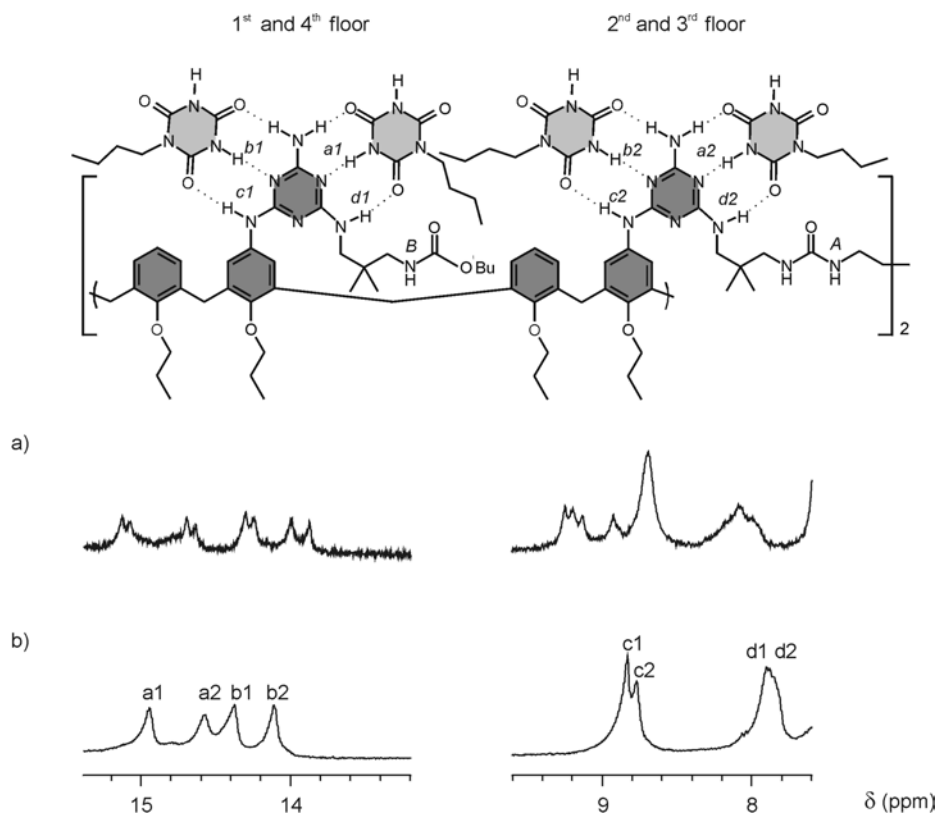 1ˢᵗ and 4ᵗʰ floor
2ⁿᵈ and 3ʳᵈ floor
H H H H
O N O O N O O N O O N O
H H H H
N N N N N N N N
b1 N a1 b2 N a2
H H H H
O N N O O N N O
c1 d1 c2 d2
H N H H N H
N N N N
B O O A
N O ᵗBu N N
H H H
2
O O O O
a)
b)
a1 a2 b1 b2
c1
c2
d1 d2
15 14 9 8 δ (ppm)